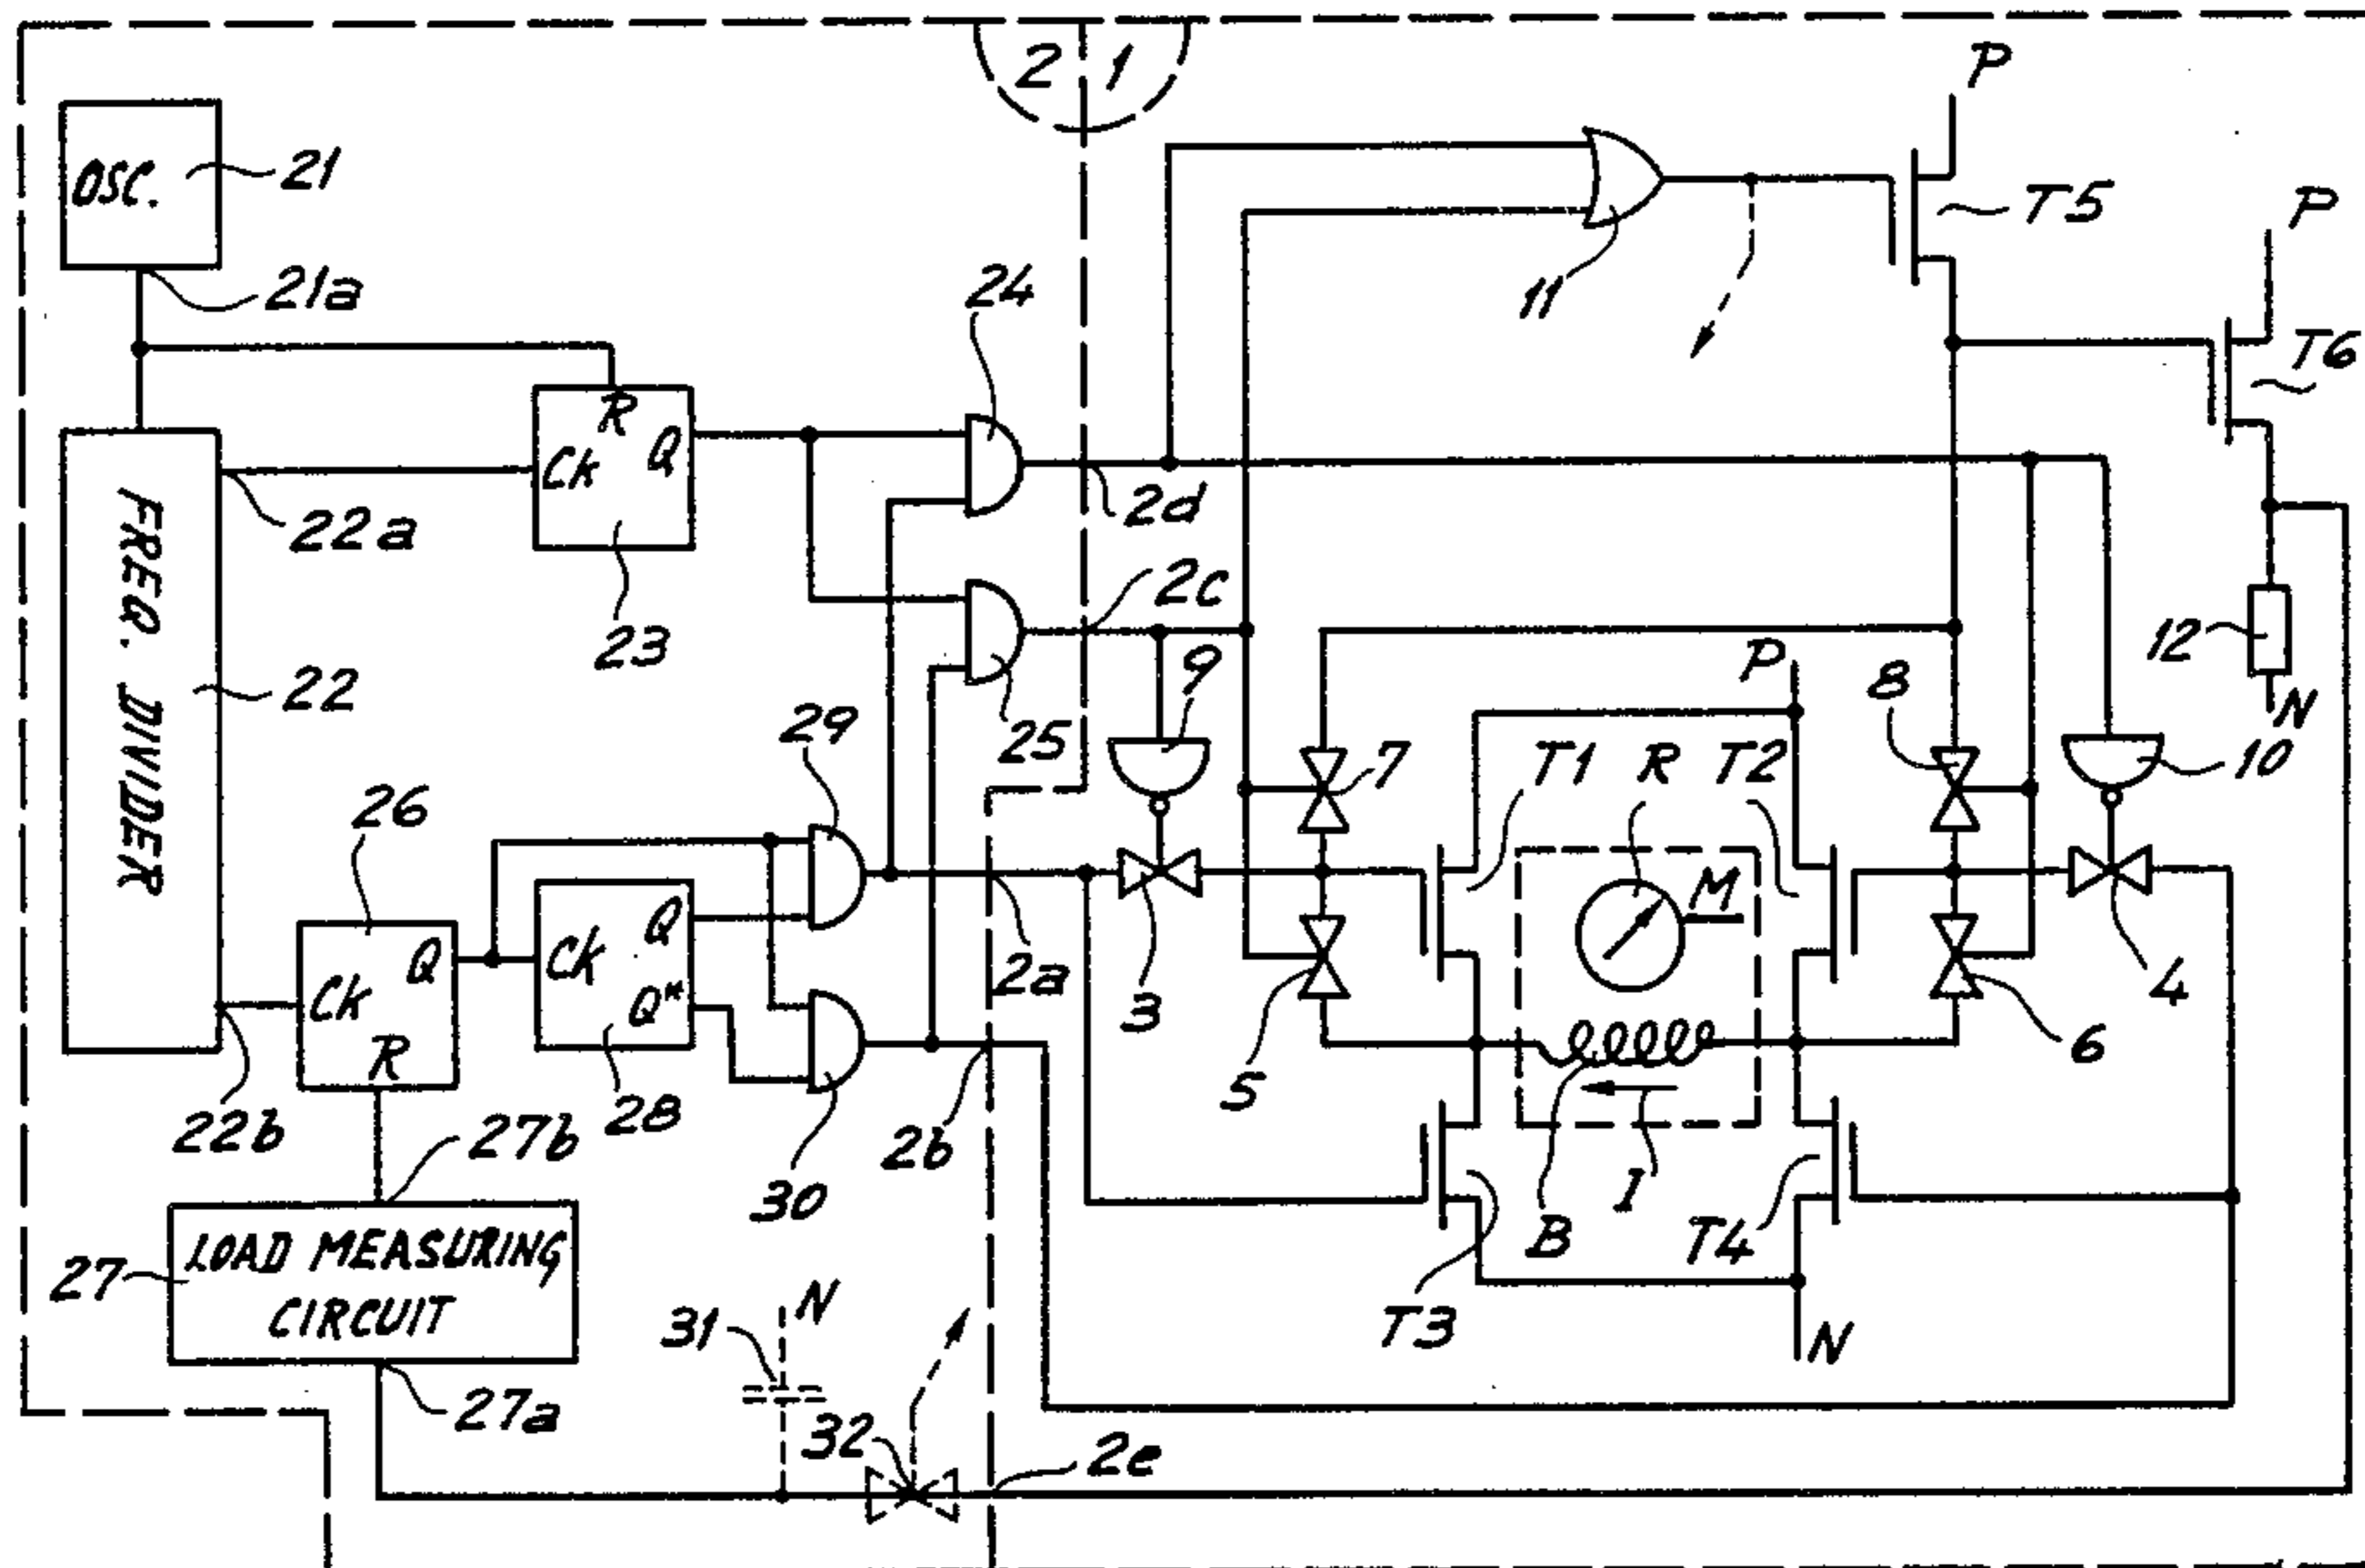 2 1
P
OSC.
21
T5
P
21a
24
11
T6
R
Ck
Q
22a
2d
FREQ. DIVIDER
23
2c
12
N
22
29
25
9
7
T1
R
T2
P
8
10
26
M
Q
Ck
Q
Ck
Q*
R
2a
3
5
4
6
22b
28
27b
30
2b
I
B
T4
LOAD MEASURING
CIRCUIT
27
N
31
T3
N
27a
32
2e